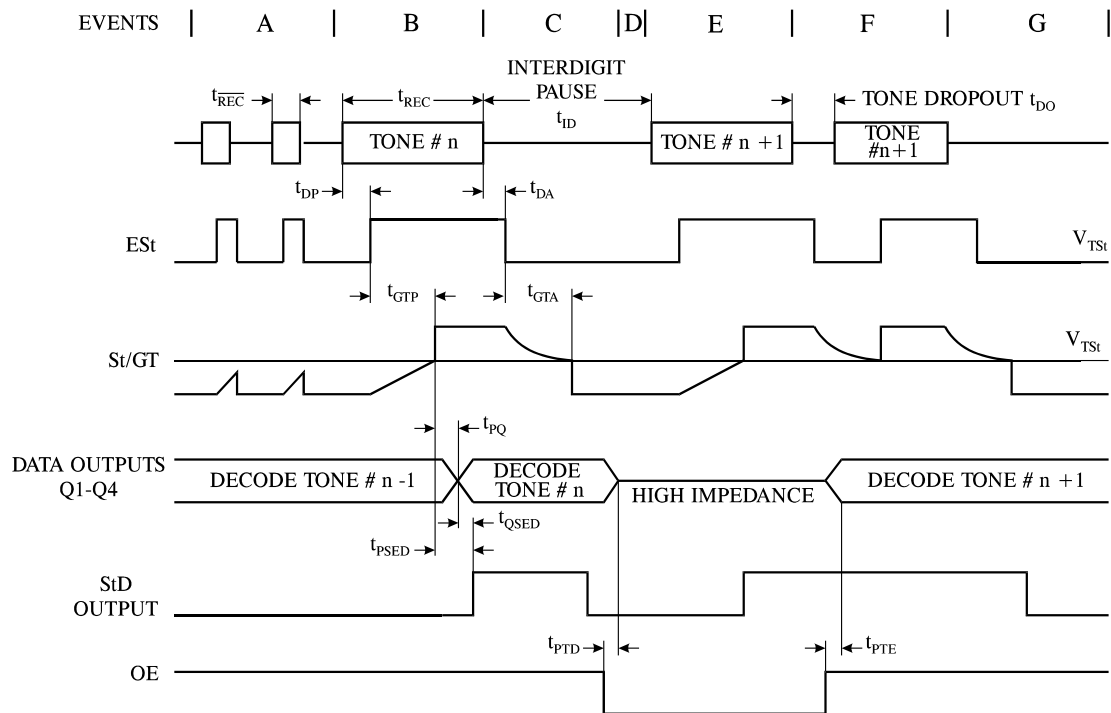 EVENTS | A | B | C | D | E | F | G |
INTERDIGIT
PAUSE
t_ID
t_REC̅
t_REC
TONE DROPOUT t_DO
TONE # n
TONE # n +1
TONE
#n+1
t_DP
t_DA
ESt
V_TSt
t_GTP
t_GTA
St/GT
V_TSt
t_PQ
DATA OUTPUTS
Q1-Q4
DECODE TONE # n -1
DECODE
TONE # n
HIGH IMPEDANCE
DECODE TONE # n +1
t_QSED
t_PSED
StD
OUTPUT
t_PTD
t_PTE
OE